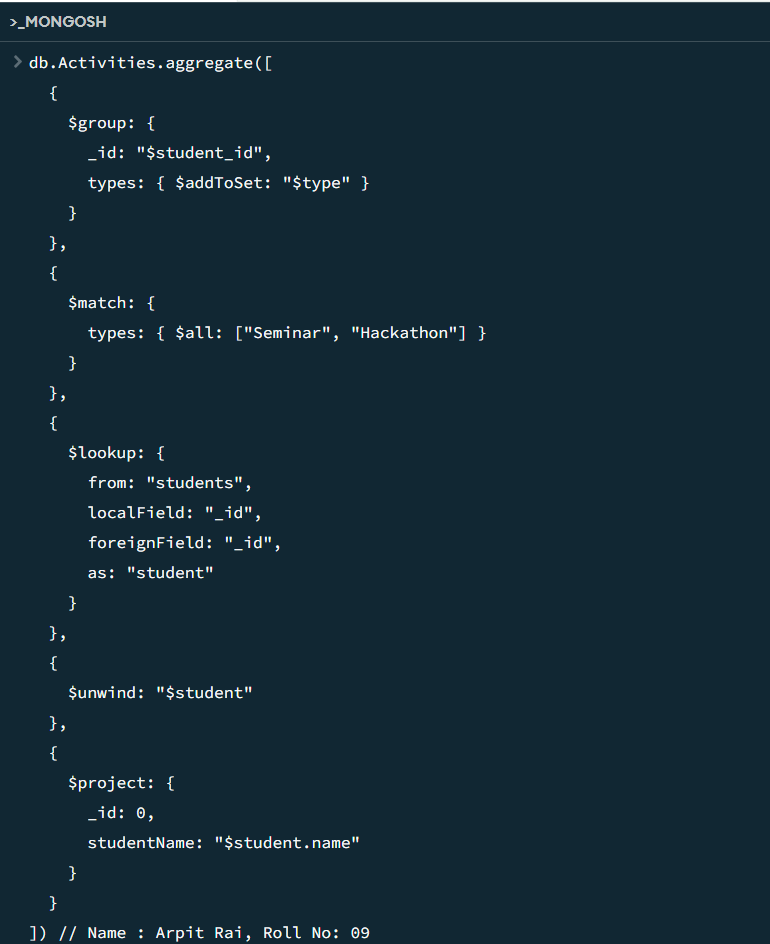 >_MONGOSH
> db.Activities.aggregate([
{
$group: {
_id: "$student_id",
types: { $addToSet: "$type" }
}
},
{
$match: {
types: { $all: ["Seminar", "Hackathon"] }
}
},
{
$lookup: {
from: "students",
localField: "_id",
foreignField: "_id",
as: "student"
}
},
{
$unwind: "$student"
},
{
$project: {
_id: 0,
studentName: "$student.name"
}
}
]) // Name : Arpit Rai, Roll No: 09